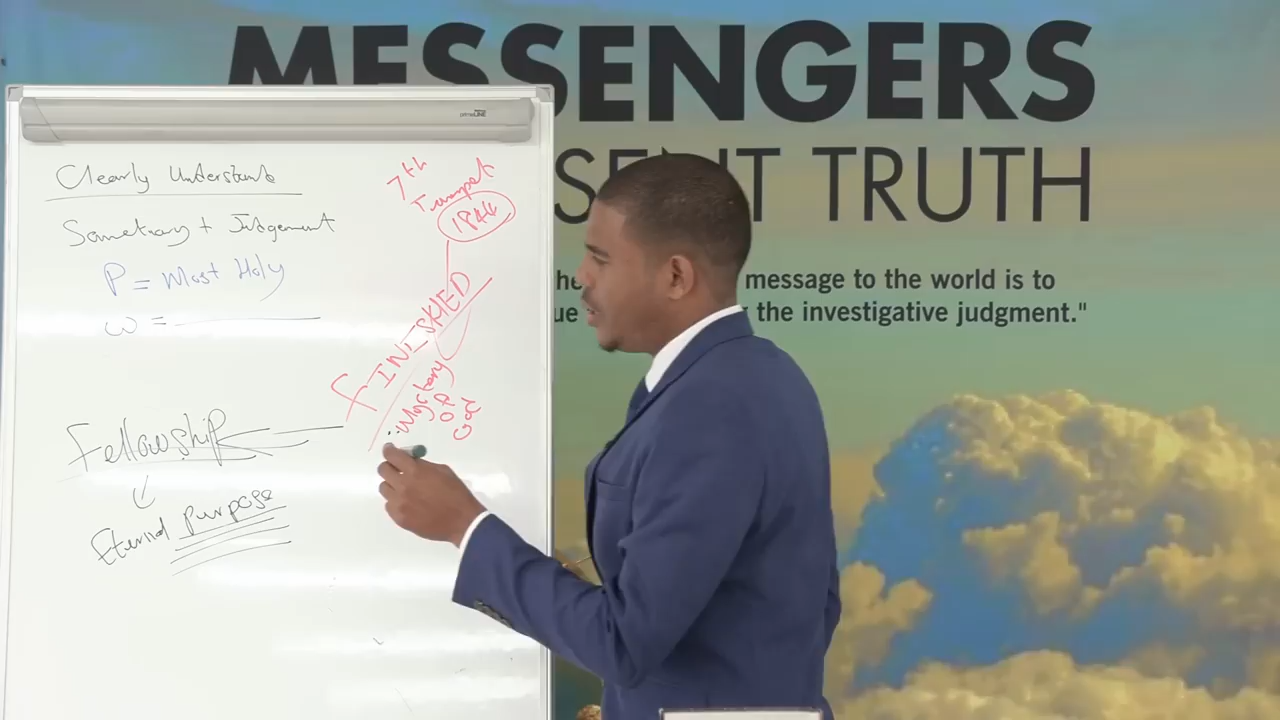 MESSENGERS
SENT TRUTH
message to the world is to
the investigative judgment."
Clearly Understand
Sanctuary + Judgement
P = Most Holy
W =
7th
Trumpet
1844
FINISHED
Mystery
of
God
Fellowship
Eternal Purpose